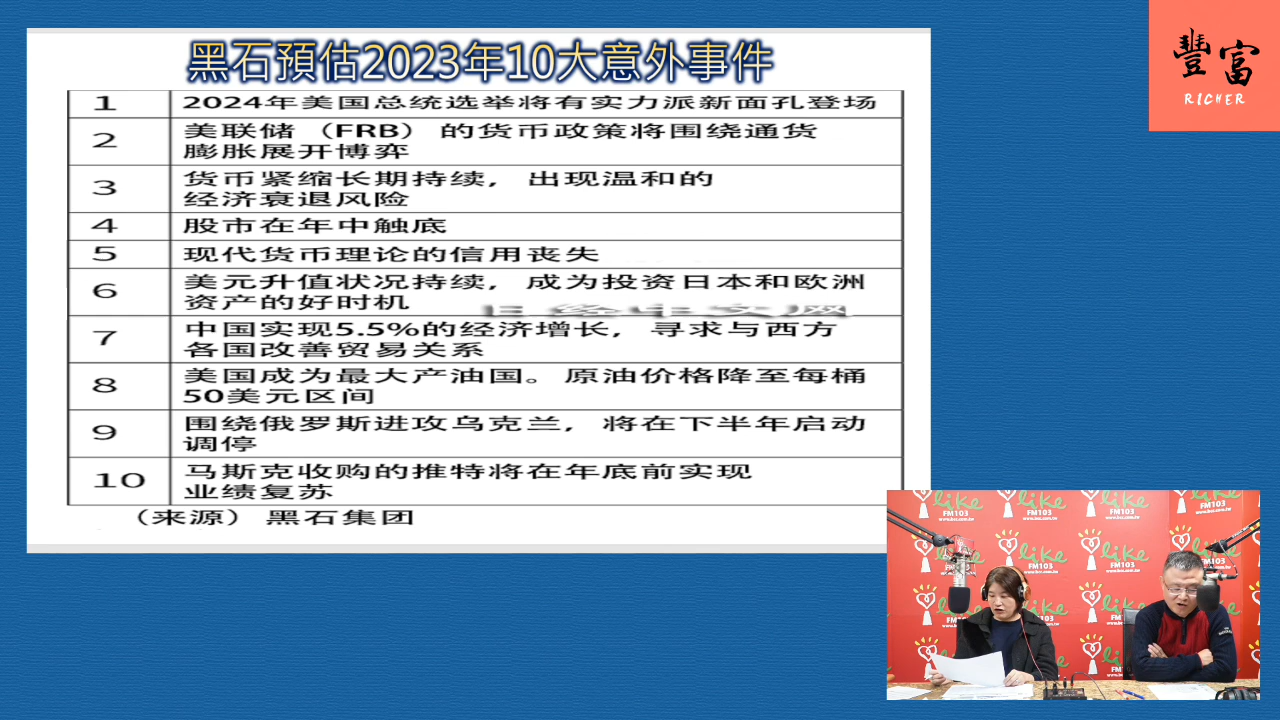 黑石預估2023年10大意外事件
豐富
RICHER
1 2024年美国总统选举将有实力派新面孔登场
2 美联储（FRB）的货币政策将围绕通货
膨胀展开博弈
3 货币紧缩长期持续，出现温和的
经济衰退风险
4 股市在年中触底
5 现代货币理论的信用丧失
6 美元升值状况持续，成为投资日本和欧洲
资产的好时机
日经中文网
7 中国实现5.5%的经济增长，寻求与西方
各国改善贸易关系
8 美国成为最大产油国。原油价格降至每桶
50美元区间
9 围绕俄罗斯进攻乌克兰，将在下半年启动
调停
10 马斯克收购的推特将在年底前实现
业绩复苏
（来源）黑石集团
like
FM103
www.bcc.com.tw